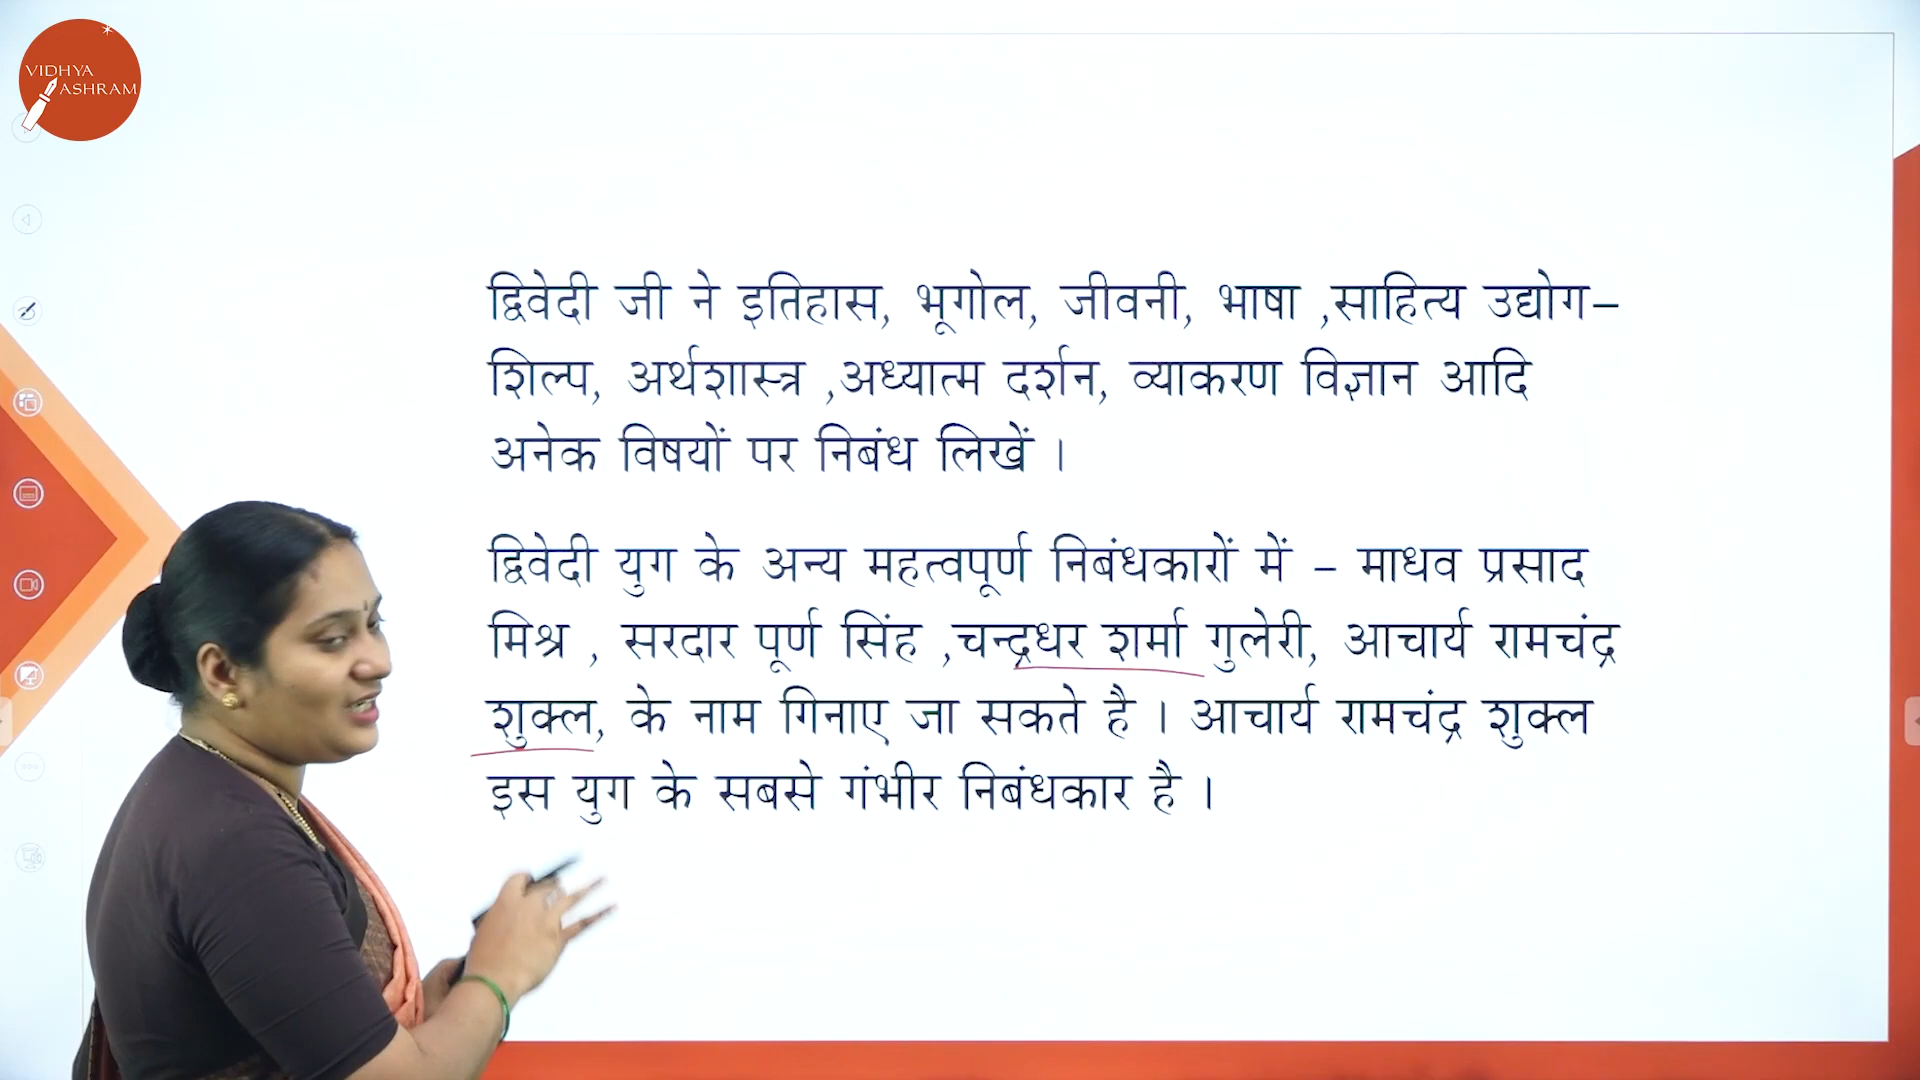 VIDHYA
ASHRAM
द्विवेदी जी ने इतिहास, भूगोल, जीवनी, भाषा ,साहित्य उद्योग–
शिल्प, अर्थशास्त्र ,अध्यात्म दर्शन, व्याकरण विज्ञान आदि
अनेक विषयों पर निबंध लिखें ।
द्विवेदी युग के अन्य महत्वपूर्ण निबंधकारों में – माधव प्रसाद
मिश्र , सरदार पूर्ण सिंह ,चन्द्रधर शर्मा गुलेरी, आचार्य रामचंद्र
शुक्ल, के नाम गिनाए जा सकते है । आचार्य रामचंद्र शुक्ल
इस युग के सबसे गंभीर निबंधकार है ।